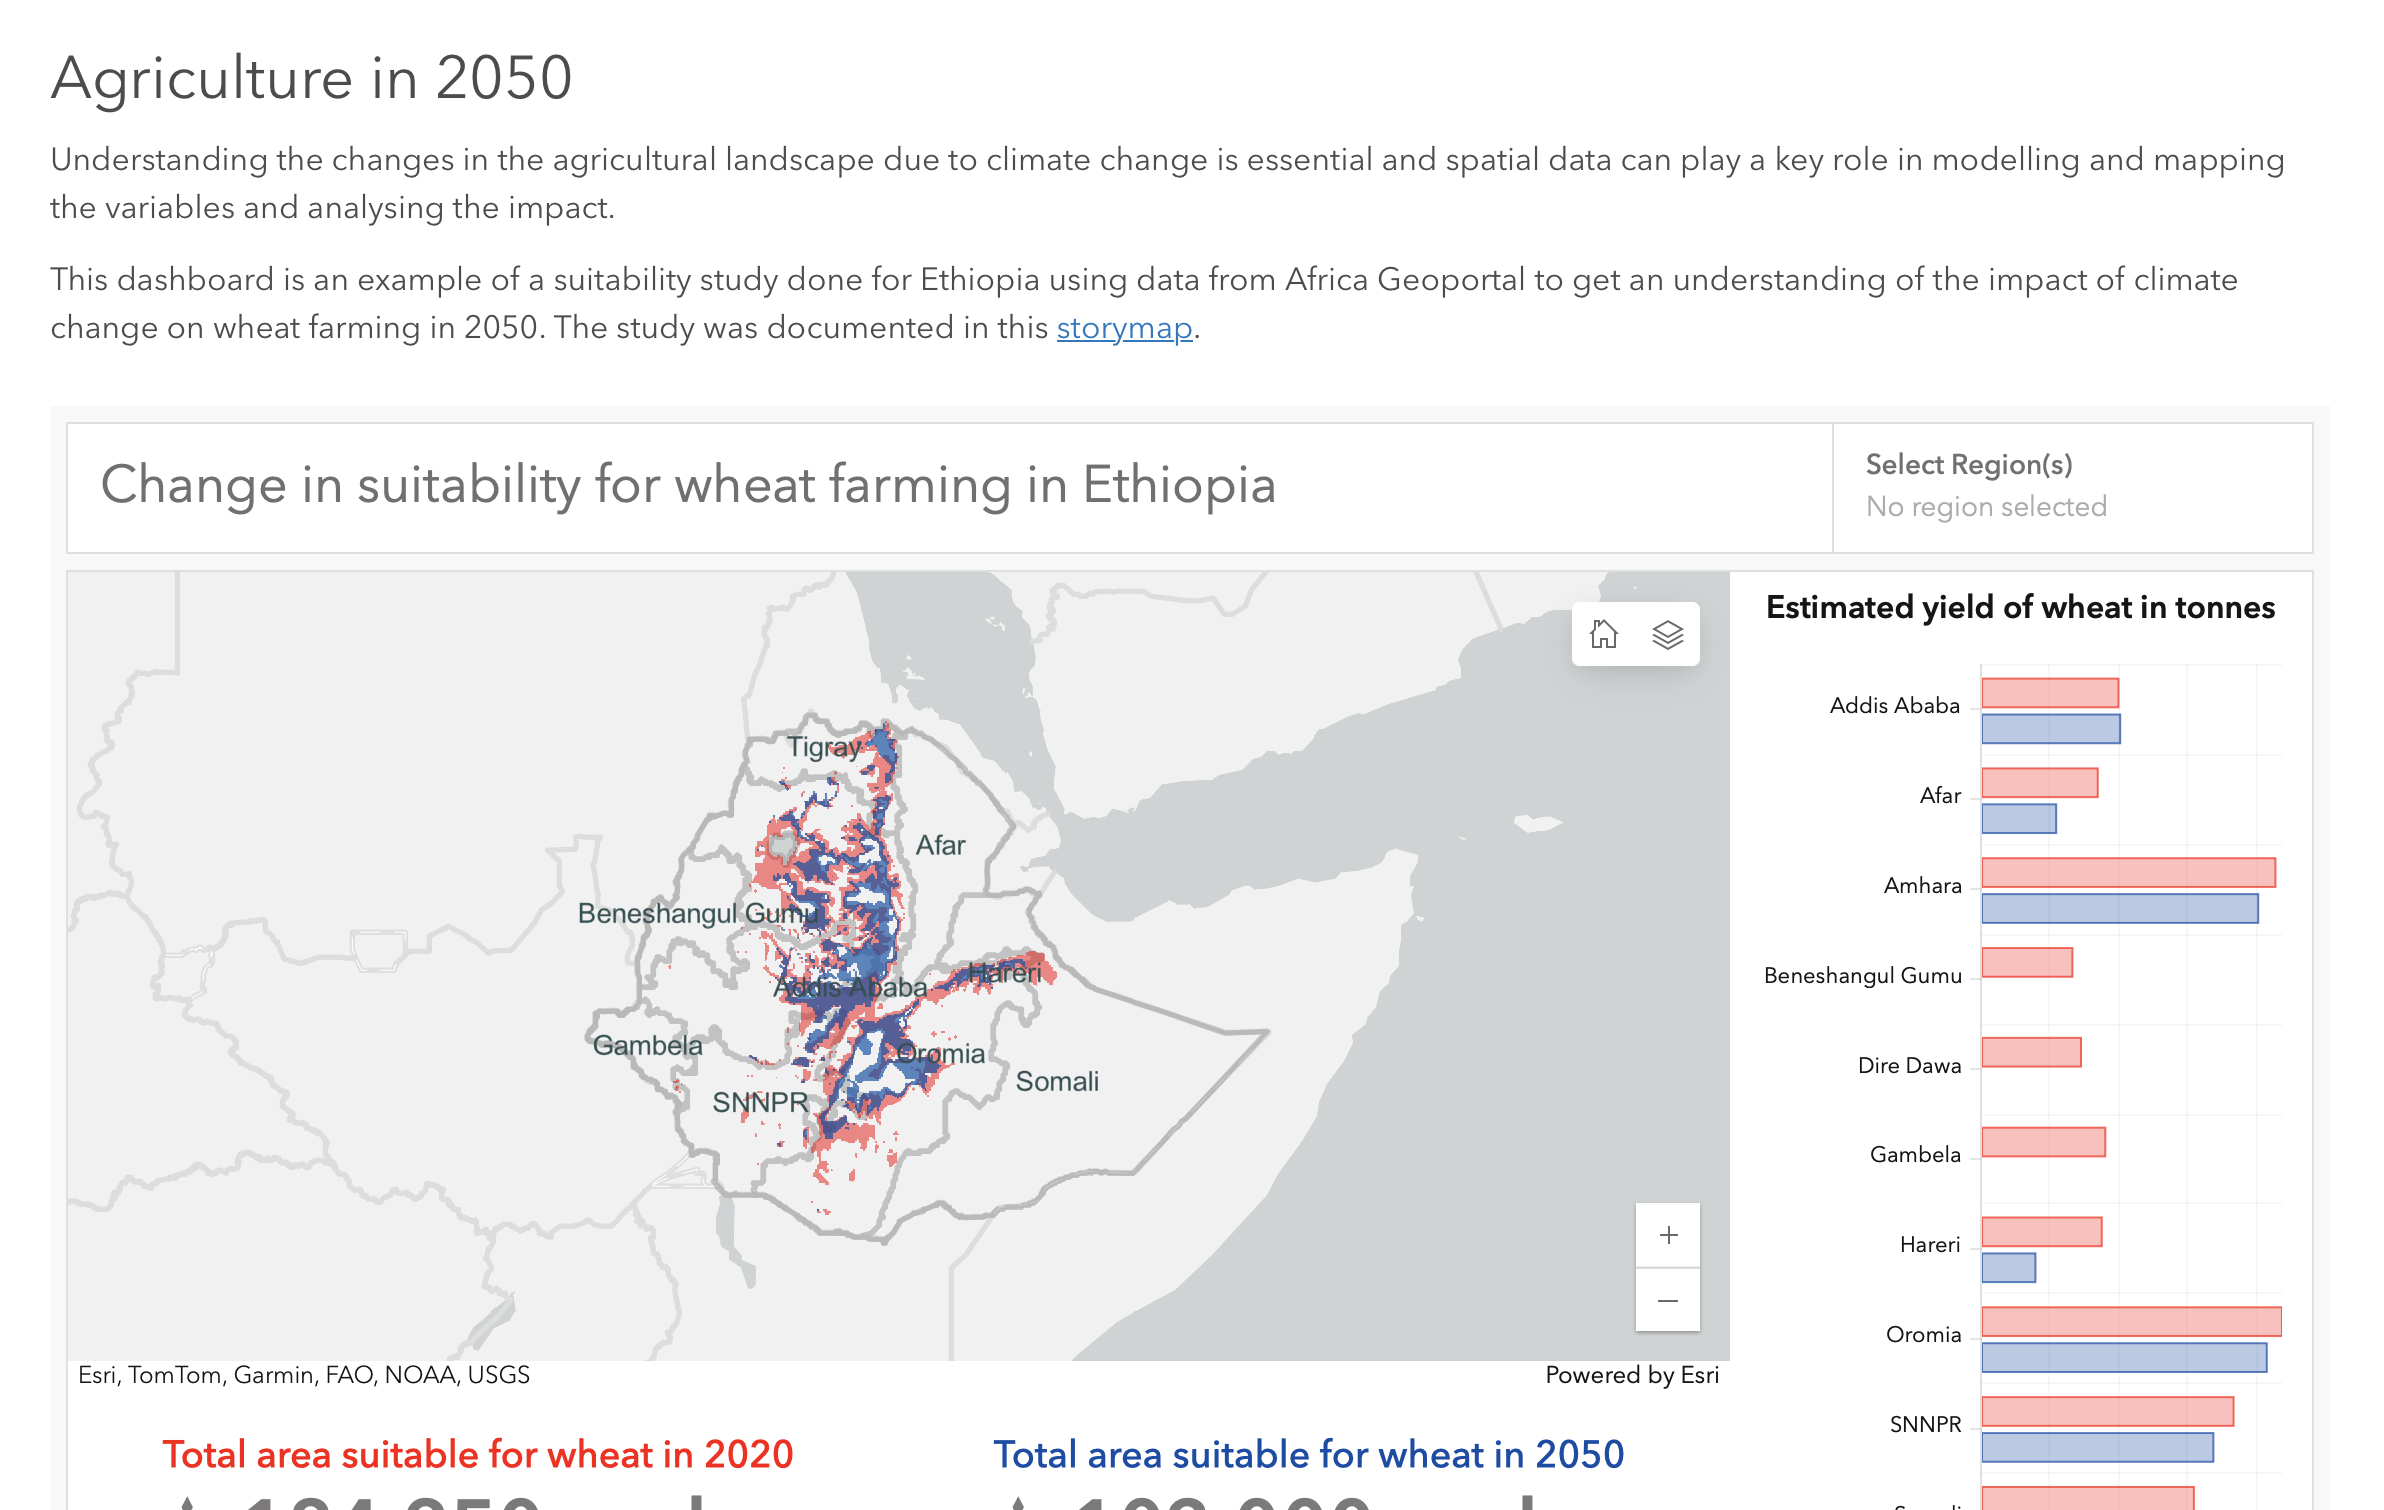 Agriculture in 2050
Understanding the changes in the agricultural landscape due to climate change is essential and spatial data can play a key role in modelling and mapping
the variables and analysing the impact.
This dashboard is an example of a suitability study done for Ethiopia using data from Africa Geoportal to get an understanding of the impact of climate
change on wheat farming in 2050. The study was documented in this storymap.
Change in suitability for wheat farming in Ethiopia
Select Region(s)
No region selected
Tigray
Afar
Beneshangul Gumu
Hareri
Addis Ababa
Gambela
Oromia
Somali
SNNPR
+
−
Esri, TomTom, Garmin, FAO, NOAA, USGS
Powered by Esri
Estimated yield of wheat in tonnes
Addis Ababa
Afar
Amhara
Beneshangul Gumu
Dire Dawa
Gambela
Hareri
Oromia
SNNPR
Total area suitable for wheat in 2020
Total area suitable for wheat in 2050